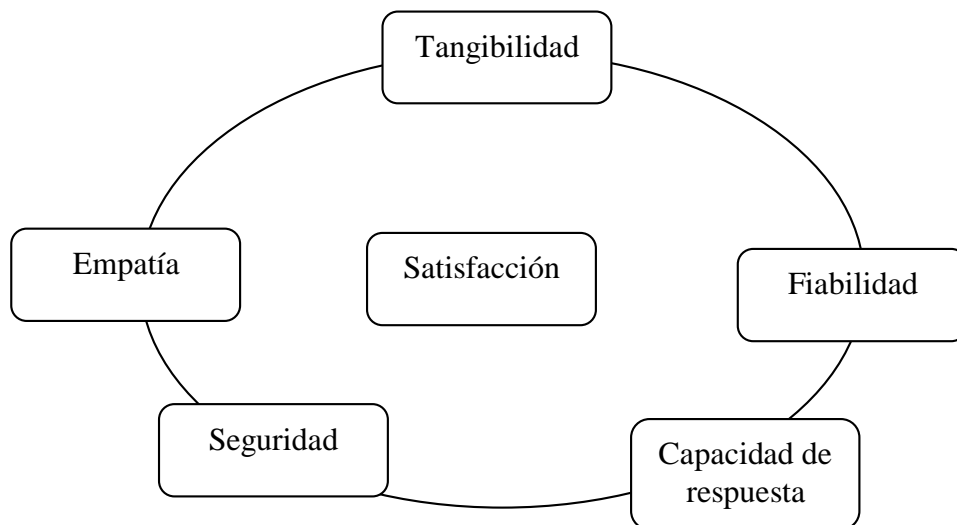 Tangibilidad
Empatía
Satisfacción
Fiabilidad
Seguridad
Capacidad de
respuesta